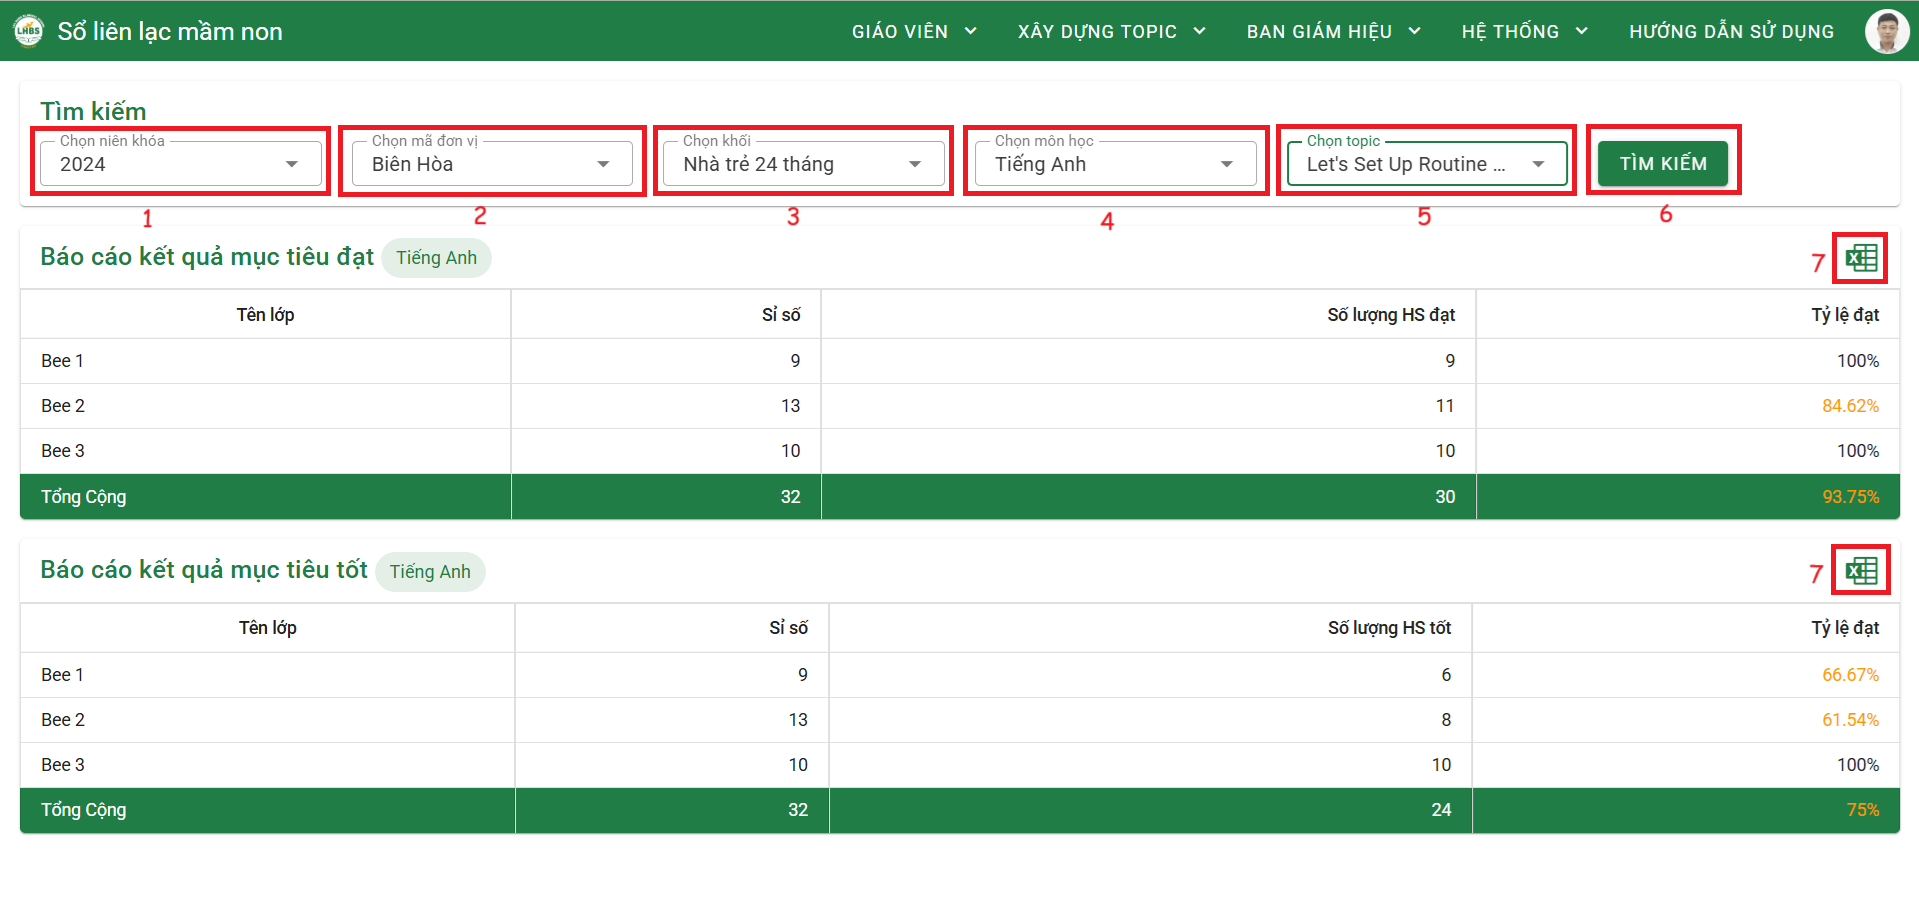 LHBS
Sổ liên lạc mầm non
GIÁO VIÊN
XÂY DỰNG TOPIC
BAN GIÁM HIỆU
HỆ THỐNG
HƯỚNG DẪN SỬ DỤNG
Tìm kiếm
Chọn niên khóa
2024
Chọn mã đơn vị
Biên Hòa
Chọn khối
Nhà trẻ 24 tháng
Chọn môn học
Tiếng Anh
Chọn topic
Let's Set Up Routine ...
TÌM KIẾM
1 2 3 4 5 6
Báo cáo kết quả mục tiêu đạt Tiếng Anh 7
Tên lớp Sỉ số Số lượng HS đạt Tỷ lệ đạt
Bee 1 9 9 100%
Bee 2 13 11 84.62%
Bee 3 10 10 100%
Tổng Cộng 32 30 93.75%
Báo cáo kết quả mục tiêu tốt Tiếng Anh 7
Tên lớp Sỉ số Số lượng HS tốt Tỷ lệ đạt
Bee 1 9 6 66.67%
Bee 2 13 8 61.54%
Bee 3 10 10 100%
Tổng Cộng 32 24 75%